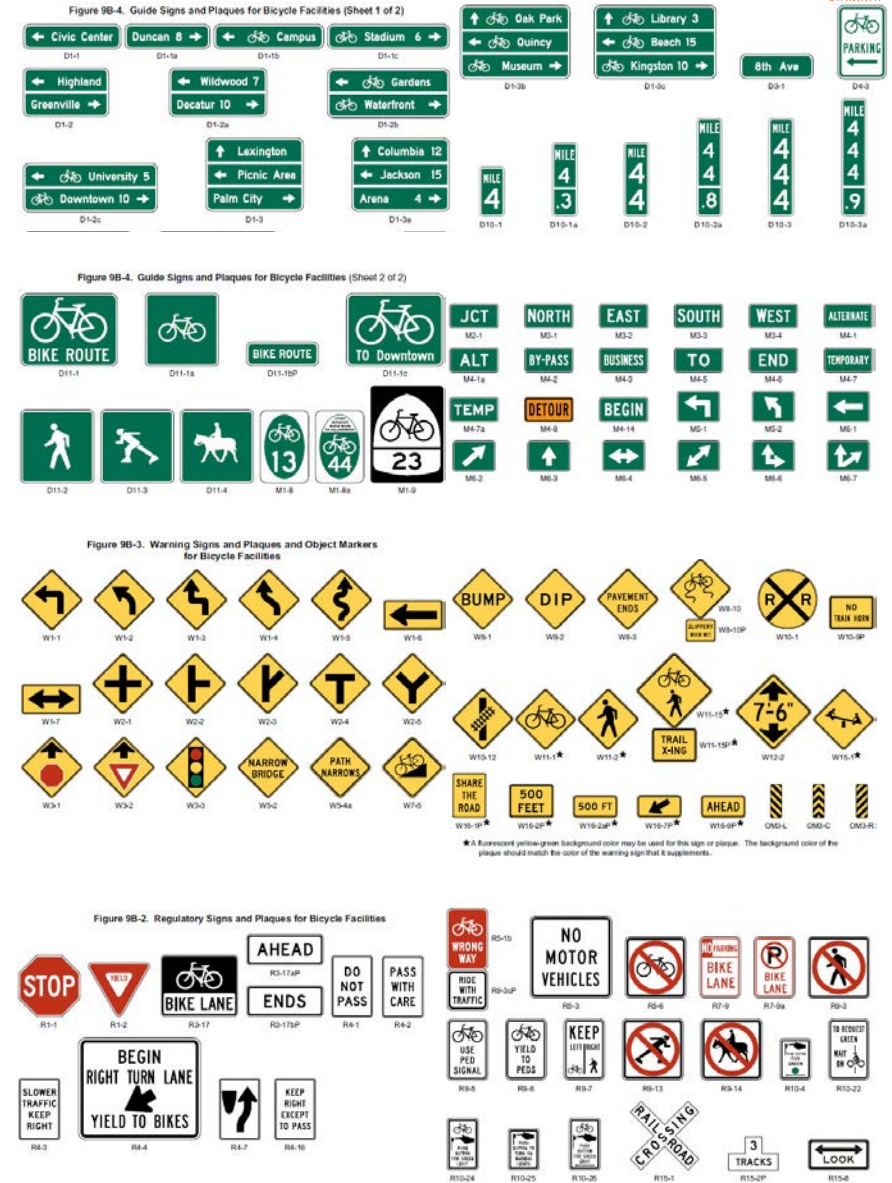 Figure 9B-4. Guide Signs and Plaques for Bicycle Facilities (Sheet 1 of 2)
Civic Center
Duncan 8
Campus
Stadium 6
D1-1
D1-1a
D1-1b
D1-1c
Highland
Greenville
Wildwood 7
Decatur 10
Gardens
Waterfront
D1-2
D1-2a
D1-2b
University 5
Downtown 10
Lexington
Picnic Area
Palm City
Columbia 12
Jackson 15
Arena 4
D1-2c
D1-3
D1-3a
Oak Park
Quincy
Museum
Library 3
Beach 15
Kingston 10
8th Ave
PARKING
D1-3b
D1-3c
D3-1
D4-3
MILE
4
MILE
4
.3
MILE
4
4
MILE
4
4
.8
MILE
4
4
4
MILE
4
4
4
.9
D10-1
D10-1a
D10-2
D10-2a
D10-3
D10-3a
Figure 9B-4. Guide Signs and Plaques for Bicycle Facilities (Sheet 2 of 2)
BIKE ROUTE
BIKE ROUTE
TO Downtown
D11-1
D11-1a
D11-1bP
D11-1c
13
44
23
D11-2
D11-3
D11-4
M1-8
M1-8a
M1-9
JCT
NORTH
EAST
SOUTH
WEST
ALTERNATE
M2-1
M3-1
M3-2
M3-3
M3-4
M4-1
ALT
BY-PASS
BUSINESS
TO
END
TEMPORARY
M4-1a
M4-2
M4-3
M4-5
M4-6
M4-7
TEMP
DETOUR
BEGIN
M4-7a
M4-8
M4-14
M5-1
M5-2
M6-1
M6-2
M6-3
M6-4
M6-5
M6-6
M6-7
Figure 9B-3. Warning Signs and Plaques and Object Markers
for Bicycle Facilities
W1-1
W1-2
W1-3
W1-4
W1-5
W1-6
W1-7
W2-1
W2-2
W2-3
W2-4
W2-5
NARROW
BRIDGE
PATH
NARROWS
W3-1
W3-2
W3-3
W5-2
W5-4a
W7-5
BUMP
DIP
PAVEMENT
ENDS
SLIPPERY
WHEN WET
R R
NO
TRAIN HORN
W8-1
W8-2
W8-3
W8-10
W8-10P
W10-1
W10-9P
TRAIL
X-ING
7'-6"
W10-12
W11-1★
W11-2★
W11-15★
W11-15P★
W12-2
W15-1★
SHARE
THE
ROAD
500
FEET
500 FT
AHEAD
W16-1P★
W16-2P★
W16-2aP★
W16-7P★
W16-9P★
OM3-L
OM3-C
OM3-R
★A fluorescent yellow-green background color may be used for this sign or plaque. The background color of the
plaque should match the color of the warning sign that it supplements.
Figure 9B-2. Regulatory Signs and Plaques for Bicycle Facilities
STOP
YIELD
BIKE LANE
AHEAD
R3-17aP
ENDS
DO
NOT
PASS
PASS
WITH
CARE
R1-1
R1-2
R3-17
R3-17bP
R4-1
R4-2
SLOWER
TRAFFIC
KEEP
RIGHT
BEGIN
RIGHT TURN LANE
YIELD TO BIKES
KEEP
RIGHT
EXCEPT
TO PASS
R4-3
R4-4
R4-7
R4-16
WRONG
WAY
R5-1b
RIDE
WITH
TRAFFIC
R9-3cP
NO
MOTOR
VEHICLES
NO PARKING
BIKE
LANE
P
BIKE
LANE
R5-3
R5-6
R7-9
R7-9a
R9-3
USE
PED
SIGNAL
YIELD
TO
PEDS
KEEP
LEFT RIGHT
TO REQUEST
GREEN
WAIT
ON
R9-5
R9-6
R9-7
R9-13
R9-14
R10-4
R10-22
RAILROAD
CROSSING
3
TRACKS
LOOK
R10-24
R10-25
R10-26
R15-1
R15-2P
R15-8